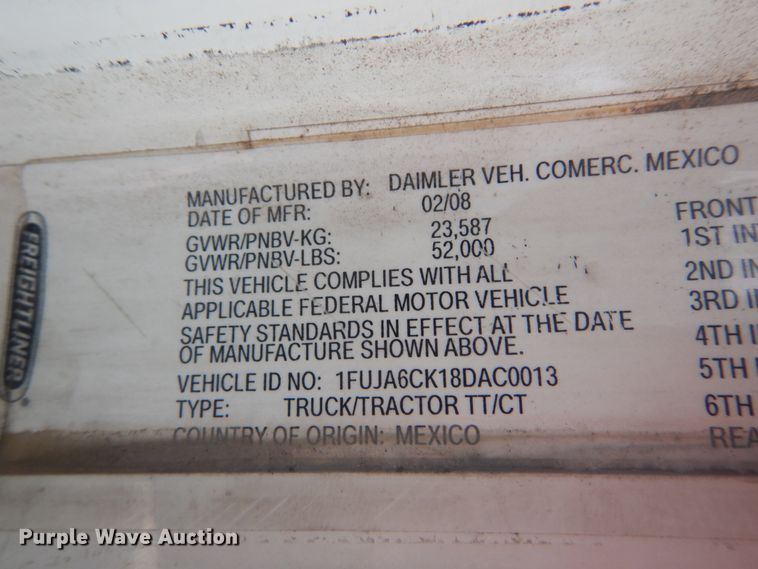 MANUFACTURED BY: DAIMLER VEH. COMERC. MEXICO
DATE OF MFR: 02/08
GVWR/PNBV-KG: 23,587
GVWR/PNBV-LBS: 52,000
THIS VEHICLE COMPLIES WITH ALL
APPLICABLE FEDERAL MOTOR VEHICLE
SAFETY STANDARDS IN EFFECT AT THE DATE
OF MANUFACTURE SHOWN ABOVE.
VEHICLE ID NO: 1FUJA6CK18DAC0013
TYPE: TRUCK/TRACTOR TT/CT
COUNTRY OF ORIGIN: MEXICO
FRONT
1ST IN
2ND IN
3RD I
4TH I
5TH
6TH
REA
FREIGHTLINER
Purple Wave Auction